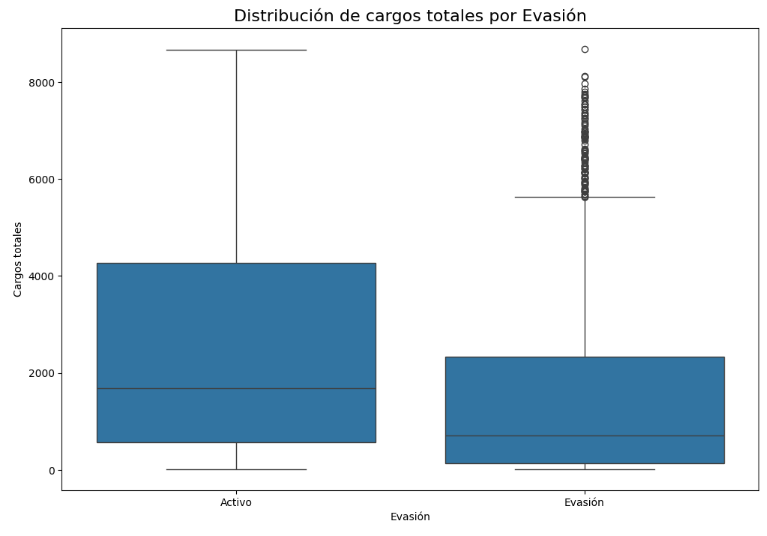 Distribución de cargos totales por Evasión
8000
6000
4000
2000
0
Cargos totales
Activo
Evasión
Evasión